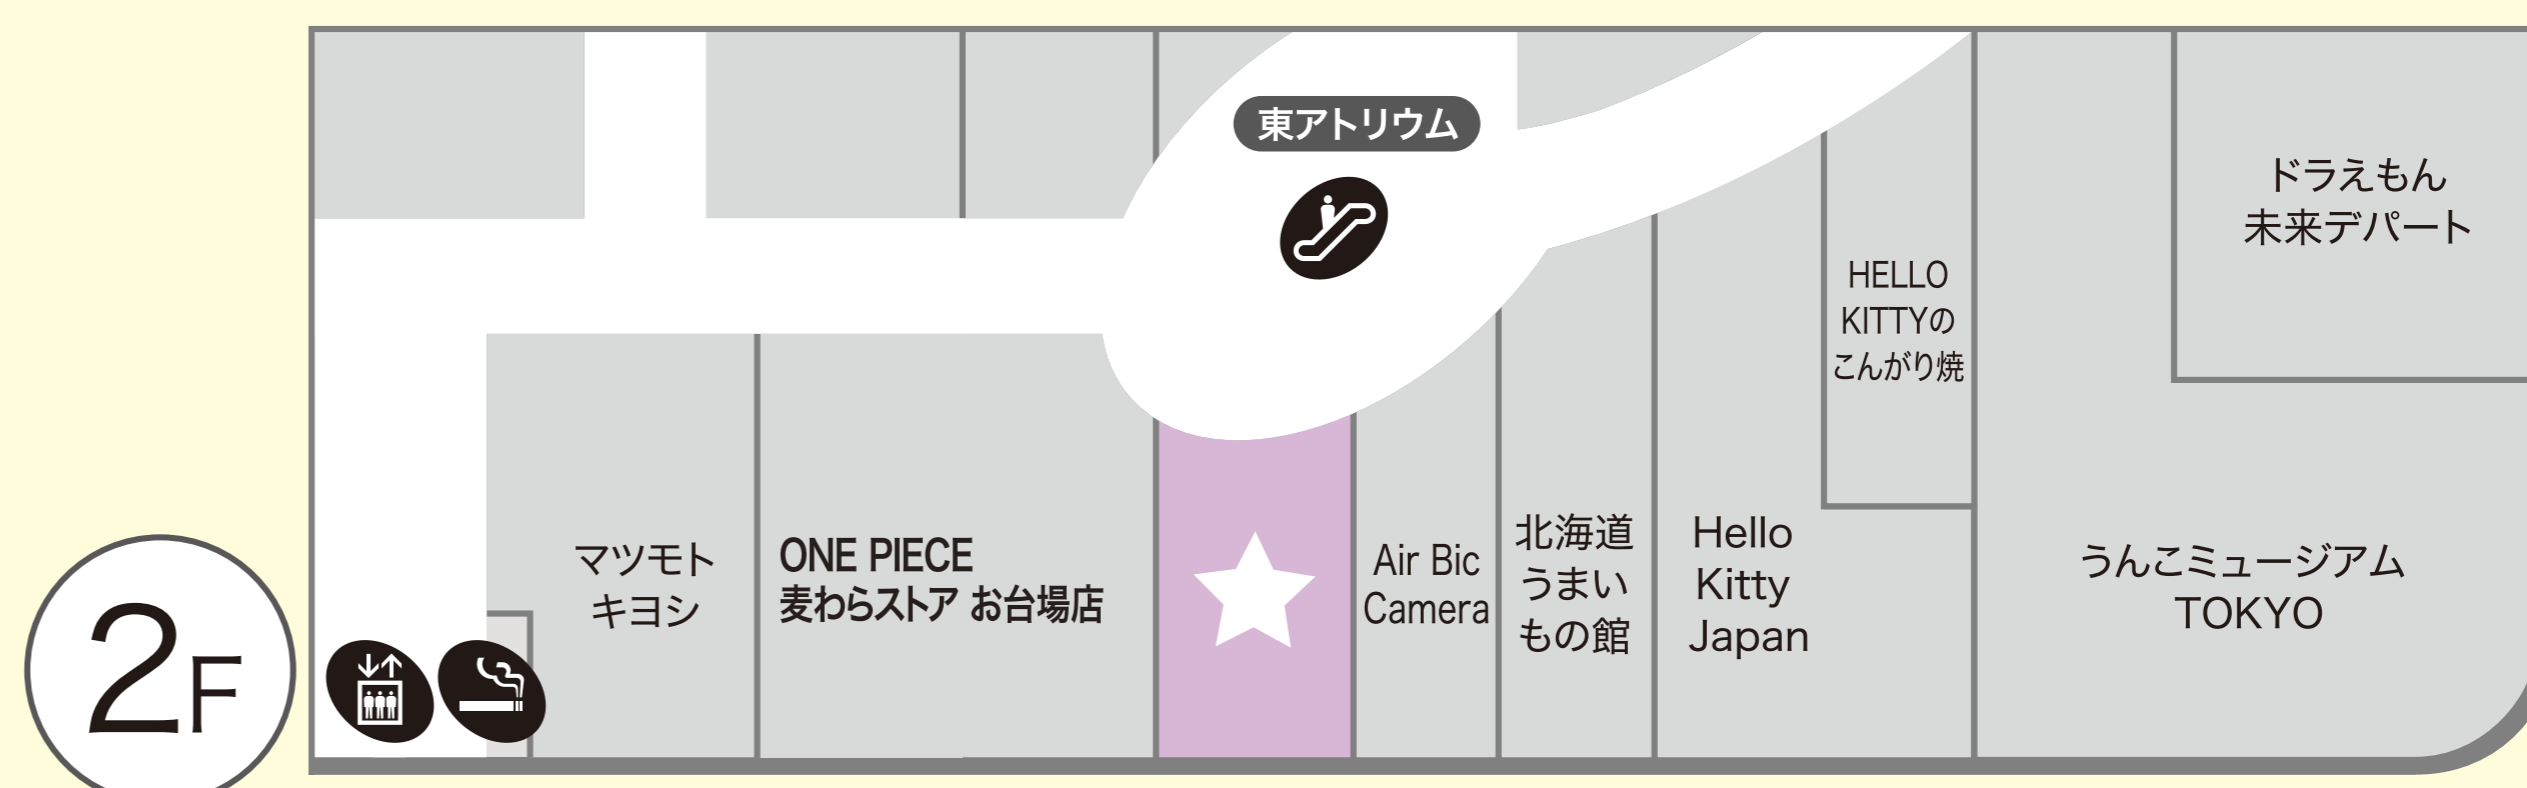 東アトリウム
ドラえもん
未来デパート
HELLO
KITTYの
こんがり焼
マツモト
キヨシ
ONE PIECE
麦わらストア お台場店
Air Bic
Camera
北海道
うまい
もの館
Hello
Kitty
Japan
うんこミュージアム
TOKYO
2F